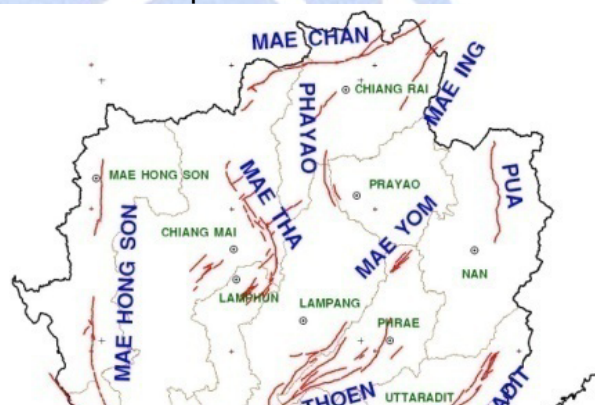 MAE CHAN
MAE ING
CHIANG RAI
PHAYAO
MAE HONG SON
MAE THA
PRAYAO
PUA
CHIANG MAI
MAE YOM
MAE HONG SON
NAN
LAMPHUN
LAMPANG
PHRAE
THOEN
UTTARADIT